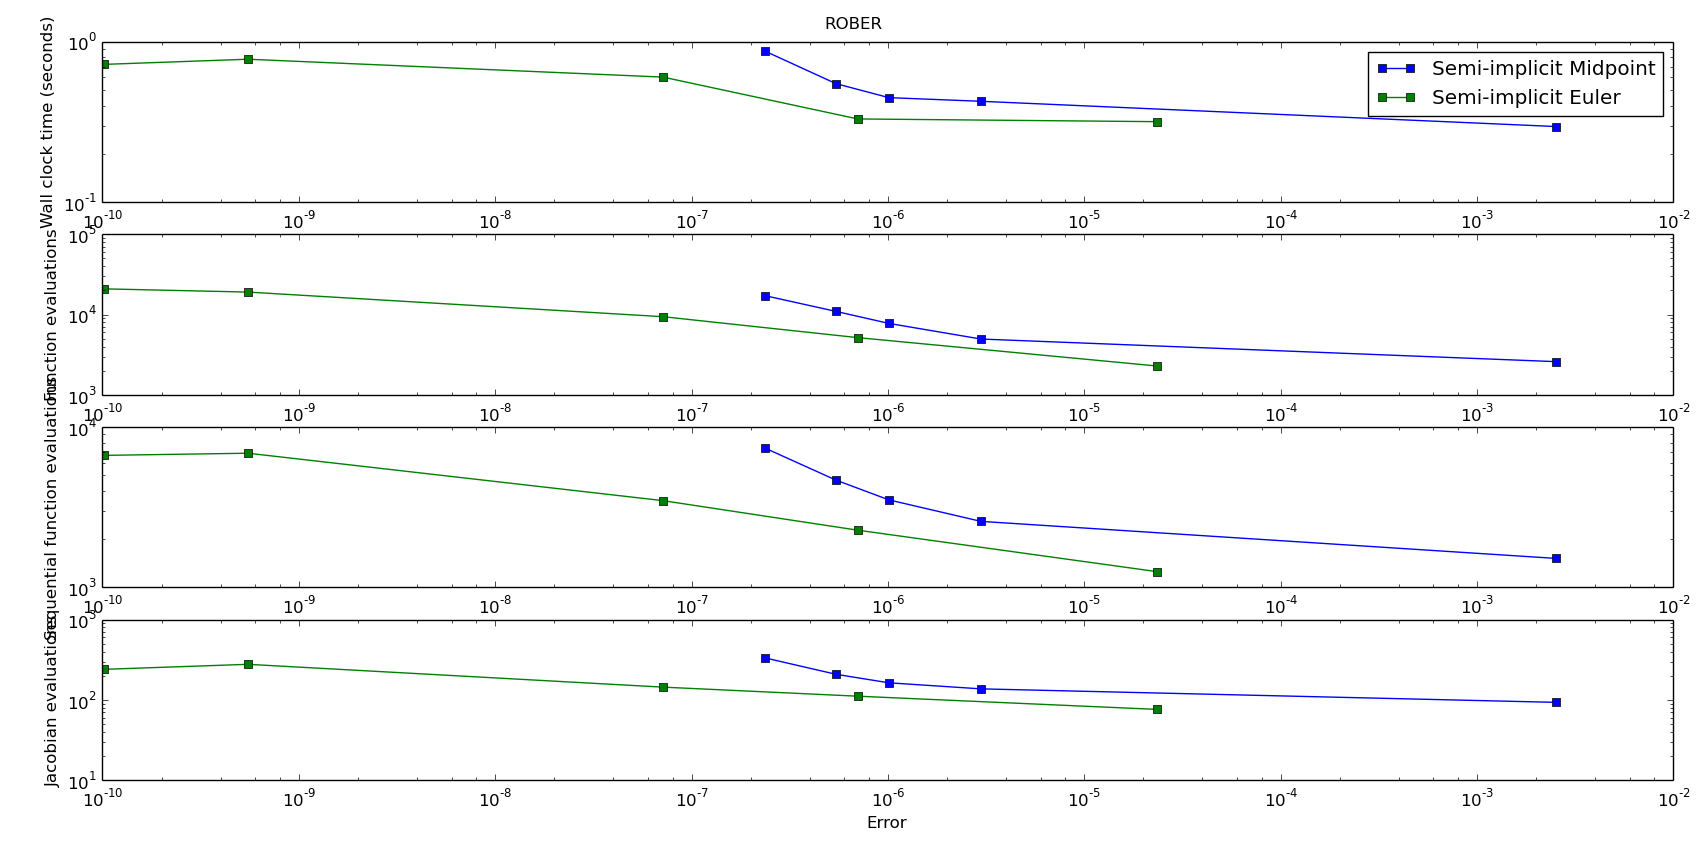 ROBER
Wall clock time (seconds)
10^0
10^-1
Semi-implicit Midpoint
Semi-implicit Euler
10^-10 10^-9 10^-8 10^-7 10^-6 10^-5 10^-4 10^-3 10^-2
Function evaluations
10^5
10^4
10^3
10^-10 10^-9 10^-8 10^-7 10^-6 10^-5 10^-4 10^-3 10^-2
Sequential function evaluations
10^4
10^3
10^-10 10^-9 10^-8 10^-7 10^-6 10^-5 10^-4 10^-3 10^-2
Jacobian evaluations
10^3
10^2
10^1
10^-10 10^-9 10^-8 10^-7 10^-6 10^-5 10^-4 10^-3 10^-2
Error